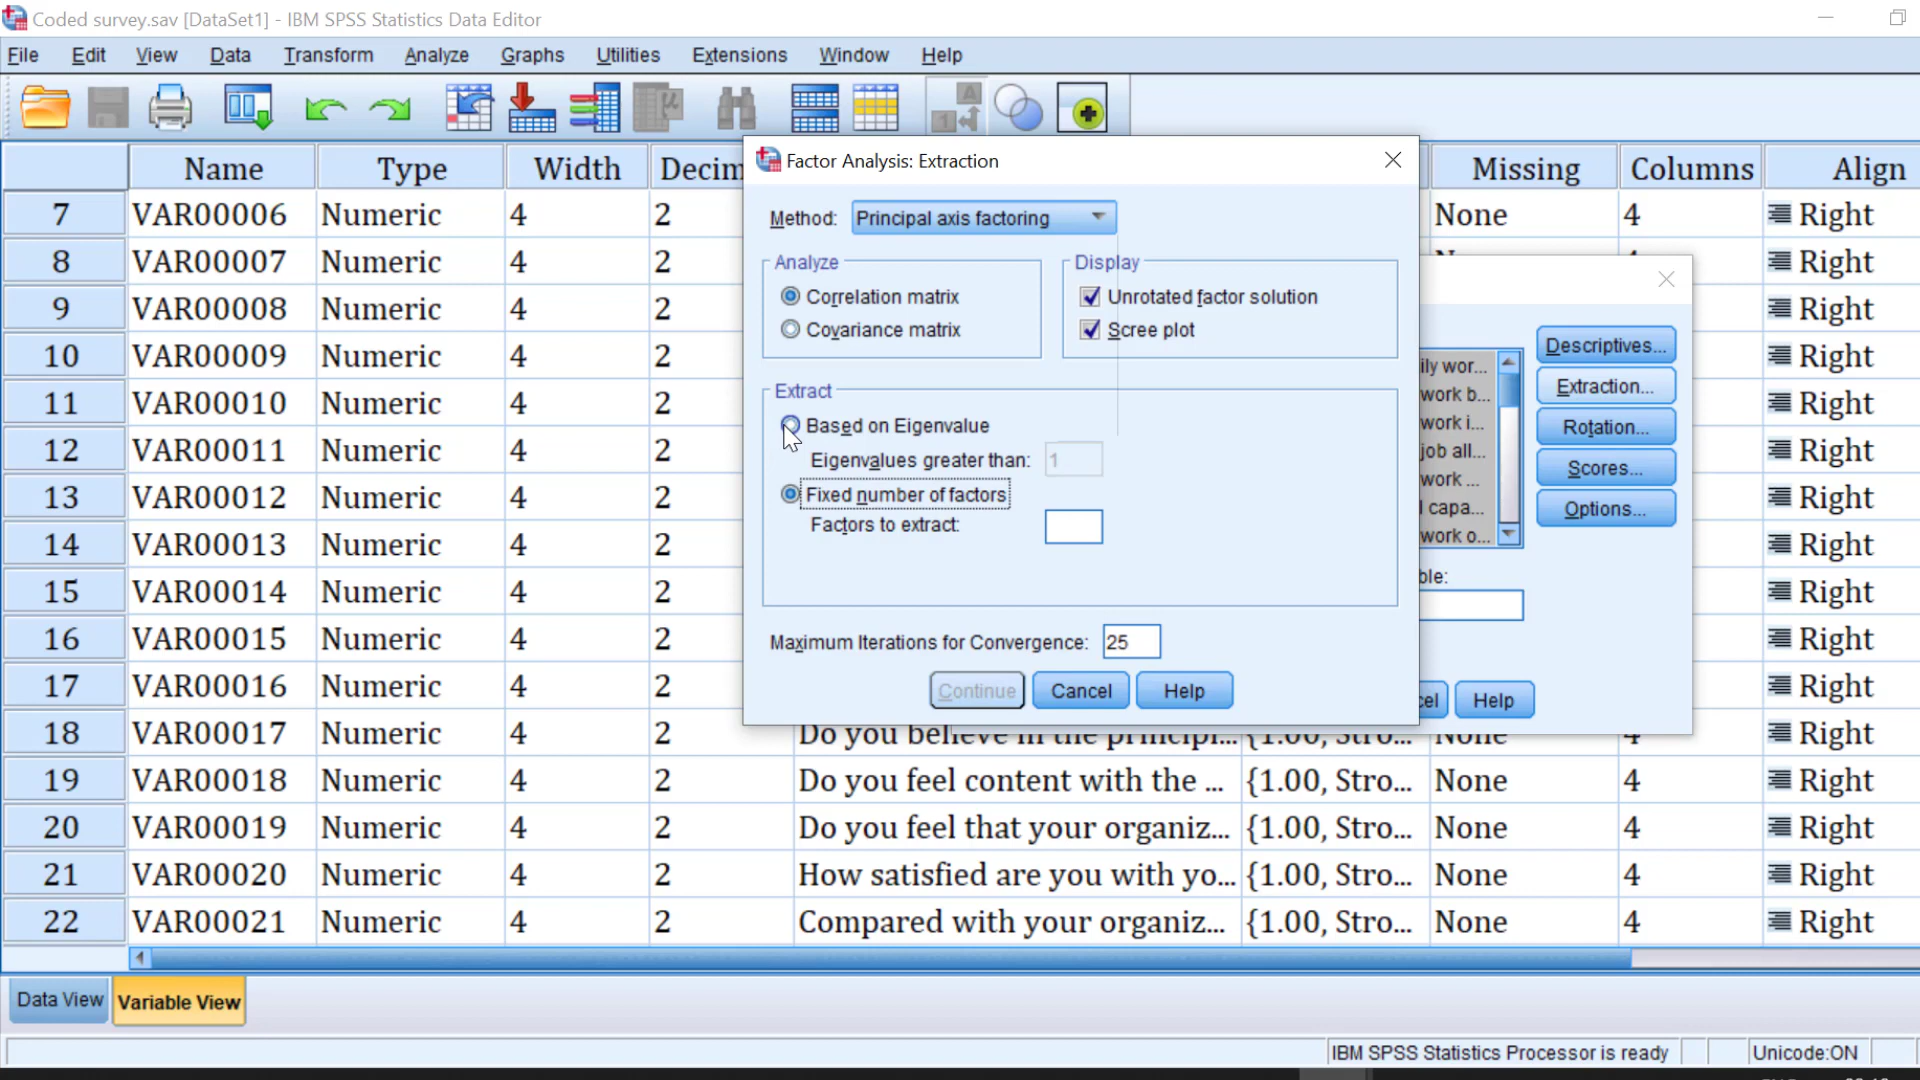 Coded survey.sav [DataSet1] - IBM SPSS Statistics Data Editor
File Edit View Data Transform Analyze Graphs Utilities Extensions Window Help
Name Type Width Decim Missing Columns Align
Factor Analysis: Extraction
Method: Principal axis factoring
Analyze
Correlation matrix
Covariance matrix
Display
Unrotated factor solution
Scree plot
Extract
Based on Eigenvalue
Eigenvalues greater than: 1
Fixed number of factors
Factors to extract:
Maximum Iterations for Convergence: 25
Continue Cancel Help
ily wor...
work b...
work i...
job all...
work ...
l capa...
work o...
ble:
Descriptives...
Extraction...
Rotation...
Scores...
Options...
cel Help
7 VAR00006 Numeric 4 2 None 4 Right
8 VAR00007 Numeric 4 2 Right
9 VAR00008 Numeric 4 2 Right
10 VAR00009 Numeric 4 2 Right
11 VAR00010 Numeric 4 2 Right
12 VAR00011 Numeric 4 2 Right
13 VAR00012 Numeric 4 2 Right
14 VAR00013 Numeric 4 2 Right
15 VAR00014 Numeric 4 2 Right
16 VAR00015 Numeric 4 2 Right
17 VAR00016 Numeric 4 2 Right
18 VAR00017 Numeric 4 2 Do you believe in the principl... {1.00, Stro... None 4 Right
19 VAR00018 Numeric 4 2 Do you feel content with the ... {1.00, Stro... None 4 Right
20 VAR00019 Numeric 4 2 Do you feel that your organiz... {1.00, Stro... None 4 Right
21 VAR00020 Numeric 4 2 How satisfied are you with yo... {1.00, Stro... None 4 Right
22 VAR00021 Numeric 4 2 Compared with your organiz... {1.00, Stro... None 4 Right
Data View Variable View
IBM SPSS Statistics Processor is ready Unicode:ON